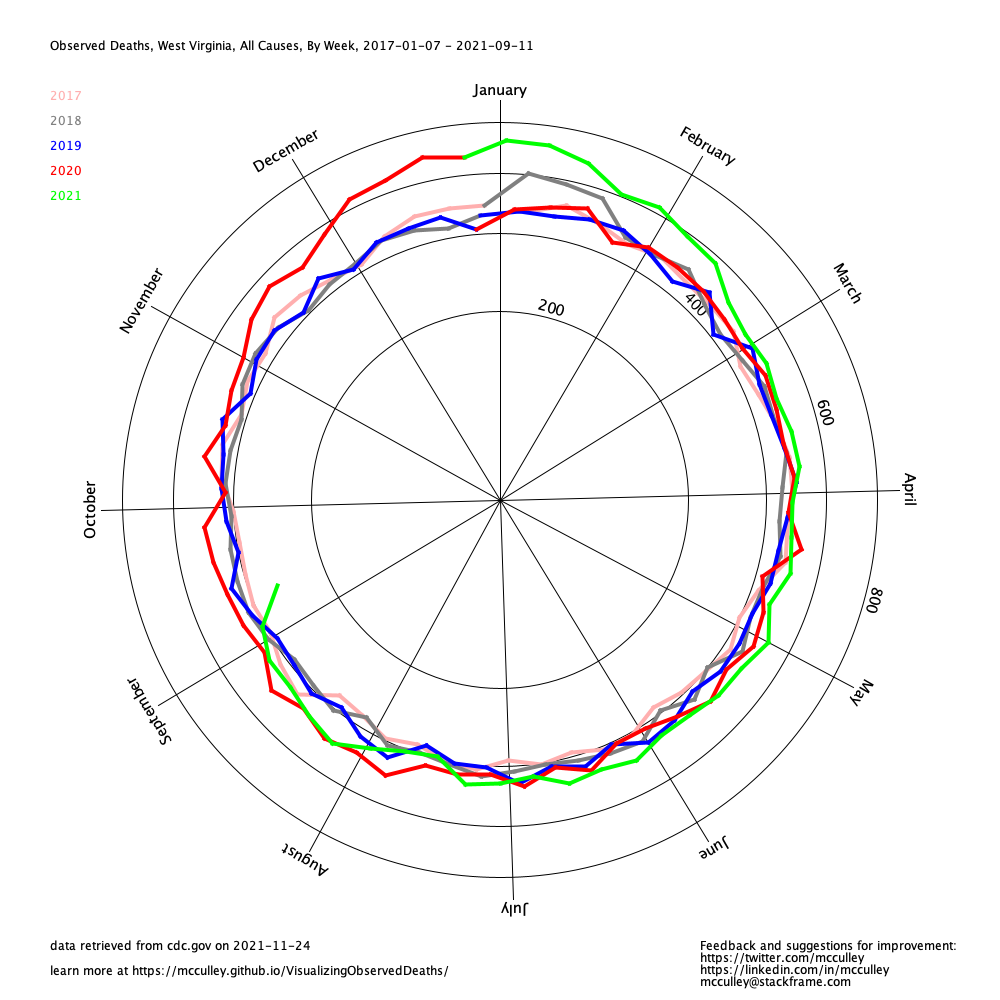 Observed Deaths, West Virginia, All Causes, By Week, 2017-01-07 - 2021-09-11
January
2017
2018
2019
2020
2021
December
February
November
March
200
400
600
October
April
800
September
May
August
June
July
data retrieved from cdc.gov on 2021-11-24
learn more at https://mcculley.github.io/VisualizingObservedDeaths/
Feedback and suggestions for improvement:
https://twitter.com/mcculley
https://linkedin.com/in/mcculley
mcculley@stackframe.com